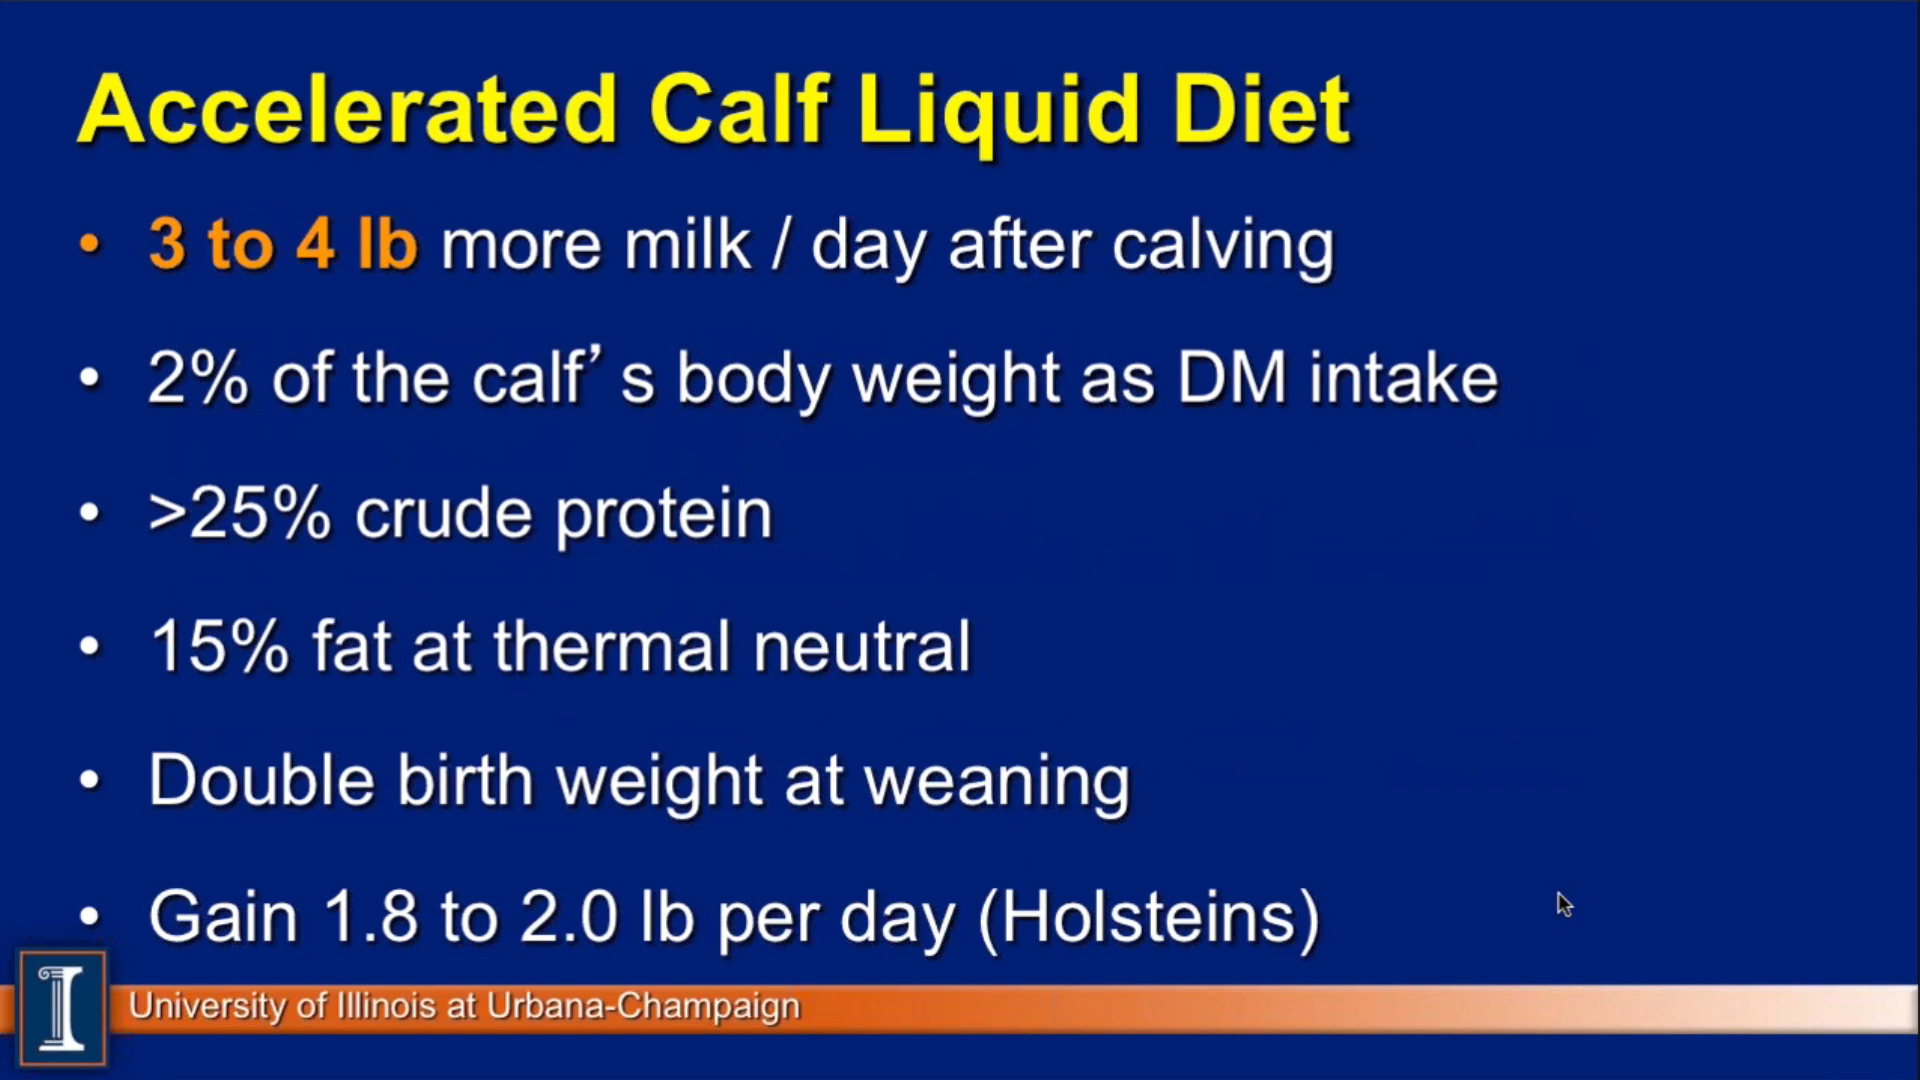 Accelerated Calf Liquid Diet
• 3 to 4 lb more milk / day after calving
• 2% of the calf’ s body weight as DM intake
• >25% crude protein
• 15% fat at thermal neutral
• Double birth weight at weaning
• Gain 1.8 to 2.0 lb per day (Holsteins)
I
University of Illinois at Urbana-Champaign